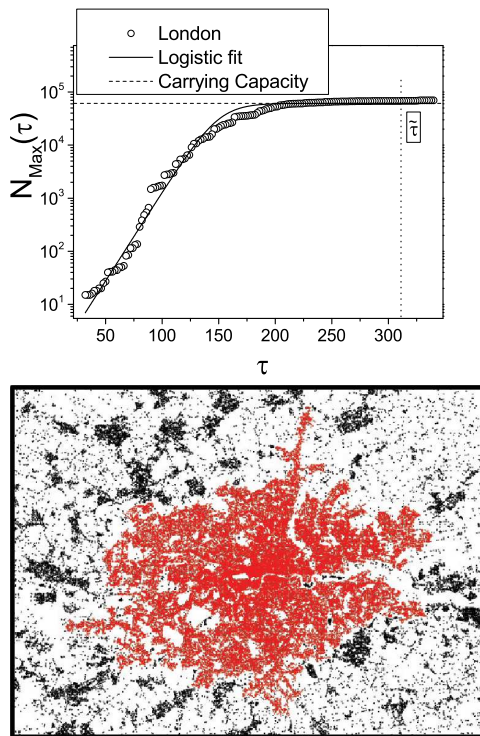 London
Logistic fit
Carrying Capacity
N_Max(τ)
10^5
10^4
10^3
10^2
10^1
τ̃
50 100 150 200 250 300
τ